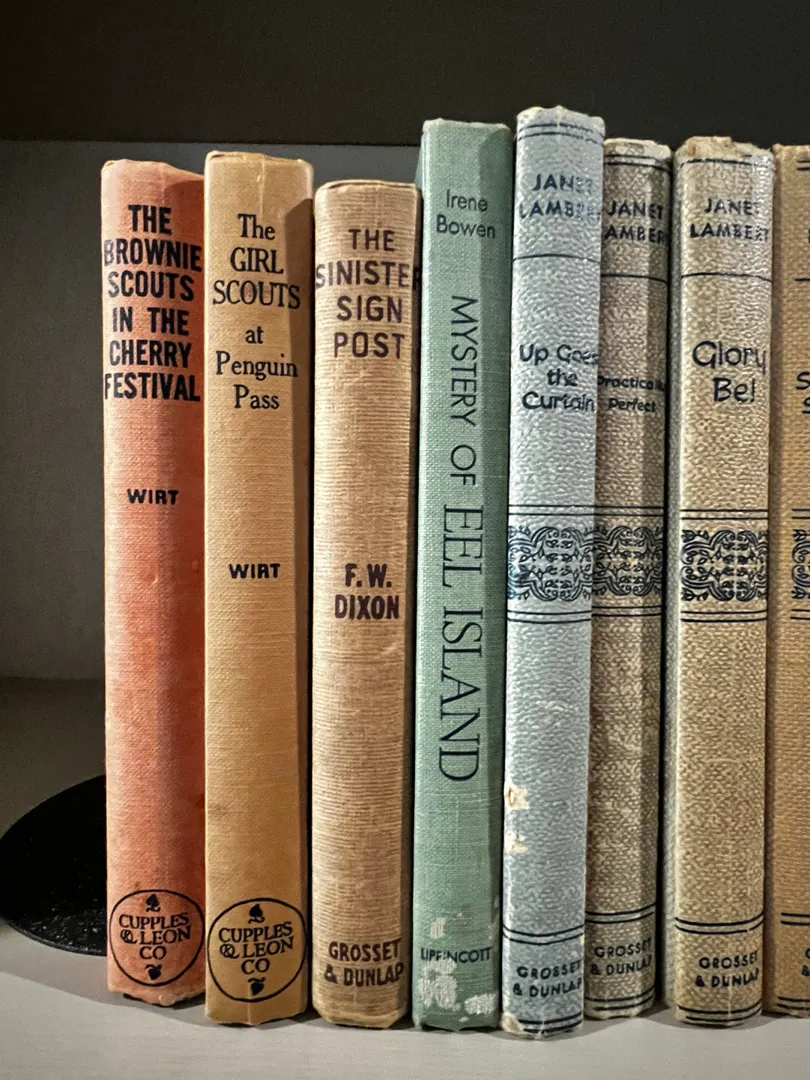 THE
BROWNIE
SCOUTS
IN THE
CHERRY
FESTIVAL
WIRT
CUPPLES
& LEON
CO
The
GIRL
SCOUTS
at
Penguin
Pass
WIRT
CUPPLES
& LEON
CO
THE
SINISTER
SIGN
POST
F.W.
DIXON
GROSSET
& DUNLAP
Irene
Bowen
MYSTERY OF EEL ISLAND
LIPPINCOTT
JANET
LAMBERT
Up Goes
the
Curtain
GROSSET
& DUNLAP
JANET
LAMBERT
Practically
Perfect
GROSSET
& DUNLAP
JANET
LAMBERT
Glory
Be!
GROSSET
& DUNLAP